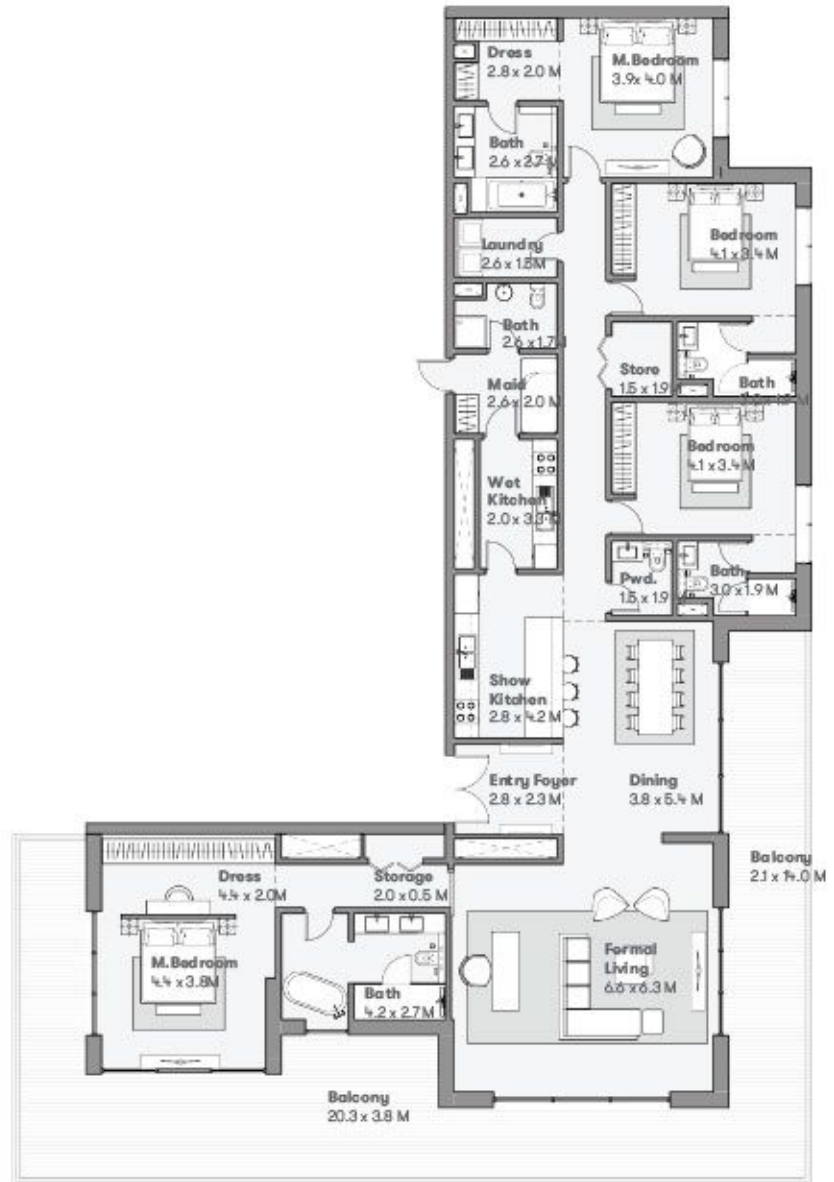 Dress
2.8 x 2.0 M
M.Bedroom
3.9x 4.0 M
Bath
2.6 x 2.7 M
Laundry
2.6 x 1.5M
Bedroom
4.1 x 3.4 M
Bath
2.6 x 1.7M
Store
1.5 x 1.9 M
Bath
Maid
2.6 x 2.0 M
Bedroom
4.1 x 3.4 M
Wet
Kitchen
2.0 x 3.3
Pwd.
1.5 x 1.9
Bath
3.0 x 1.9 M
Show
Kitchen
2.8 x 4.2 M
Entry Foyer
2.8 x 2.3 M
Dining
3.8 x 5.4 M
Balcony
2.1 x 14.0 M
Dress
4.4 x 2.0M
Storage
2.0 x 0.5 M
M.Bedroom
4.4 x 3.8M
Bath
4.2 x 2.7 M
Formal
Living
6.6 x 6.3 M
Balcony
20.3 x 3.8 M